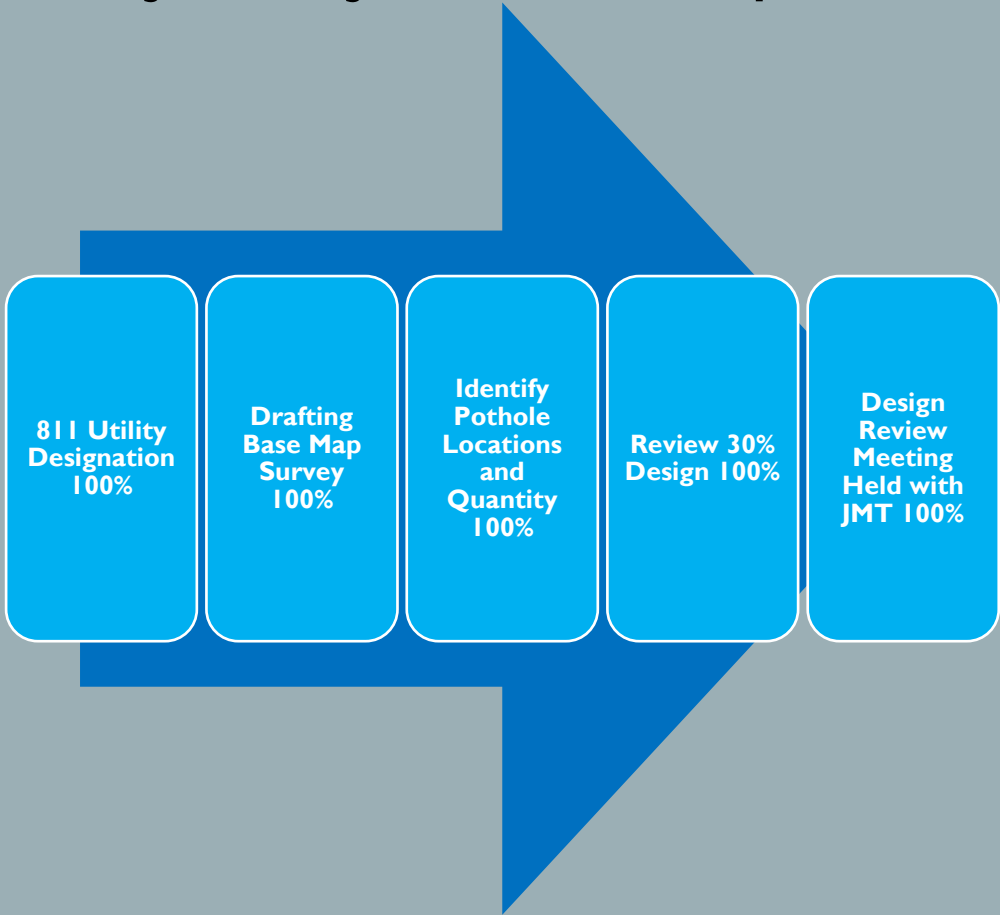 811 Utility
Designation
100%
Drafting
Base Map
Survey
100%
Identify
Pothole
Locations
and
Quantity
100%
Review 30%
Design 100%
Design
Review
Meeting
Held with
JMT 100%